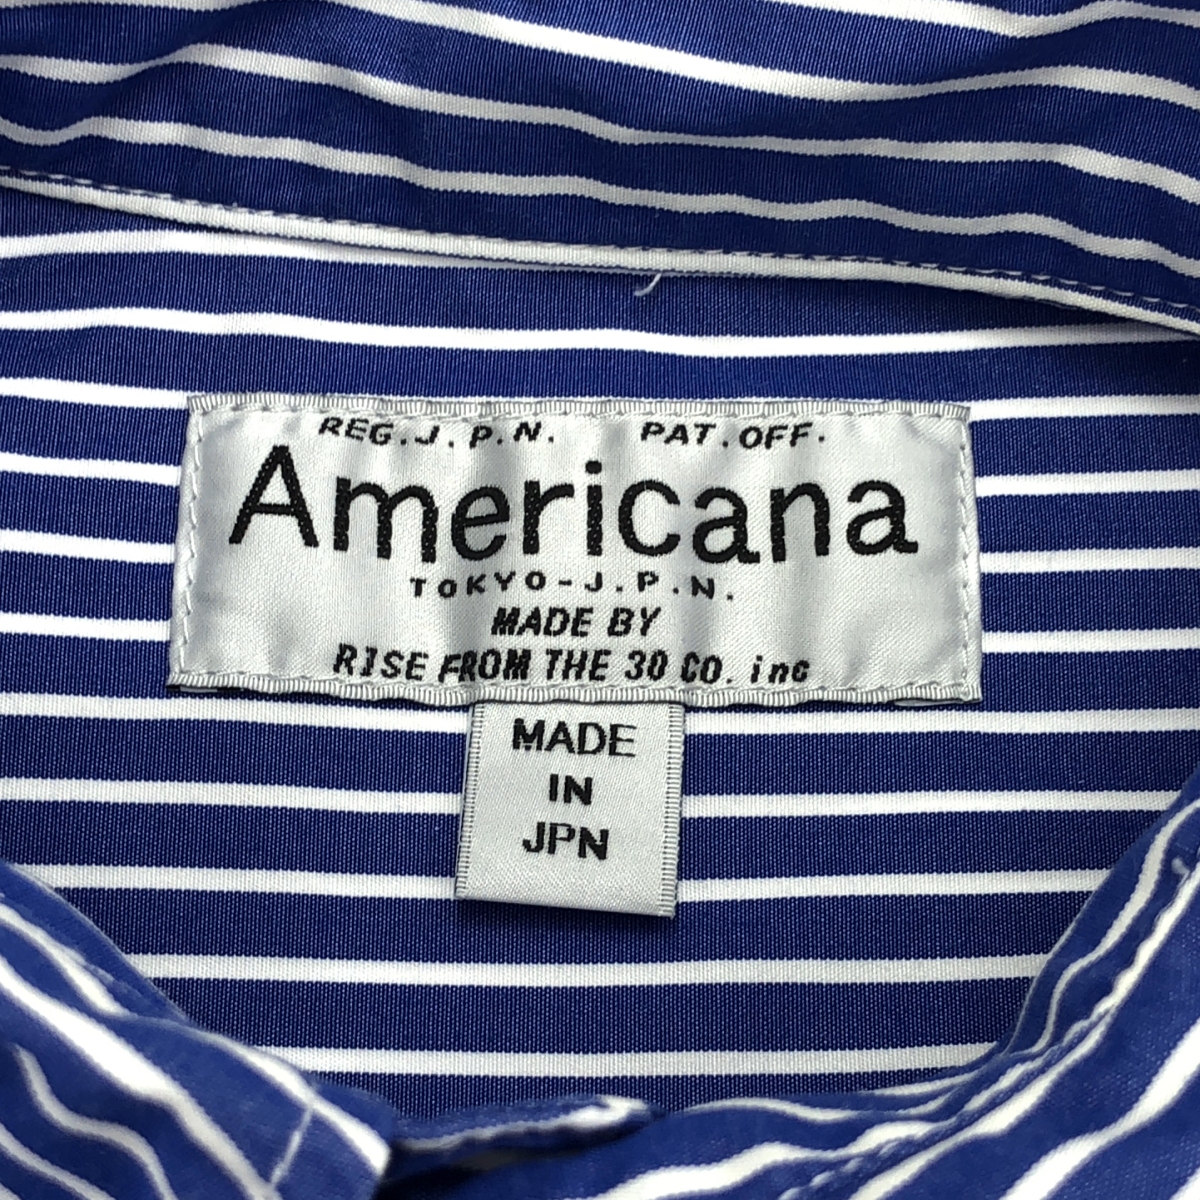 REG.J.P.N. PAT.OFF.
Americana
TOKYO-J.P.N.
MADE BY
RISE FROM THE 30 CO. inc
MADE
IN
JPN